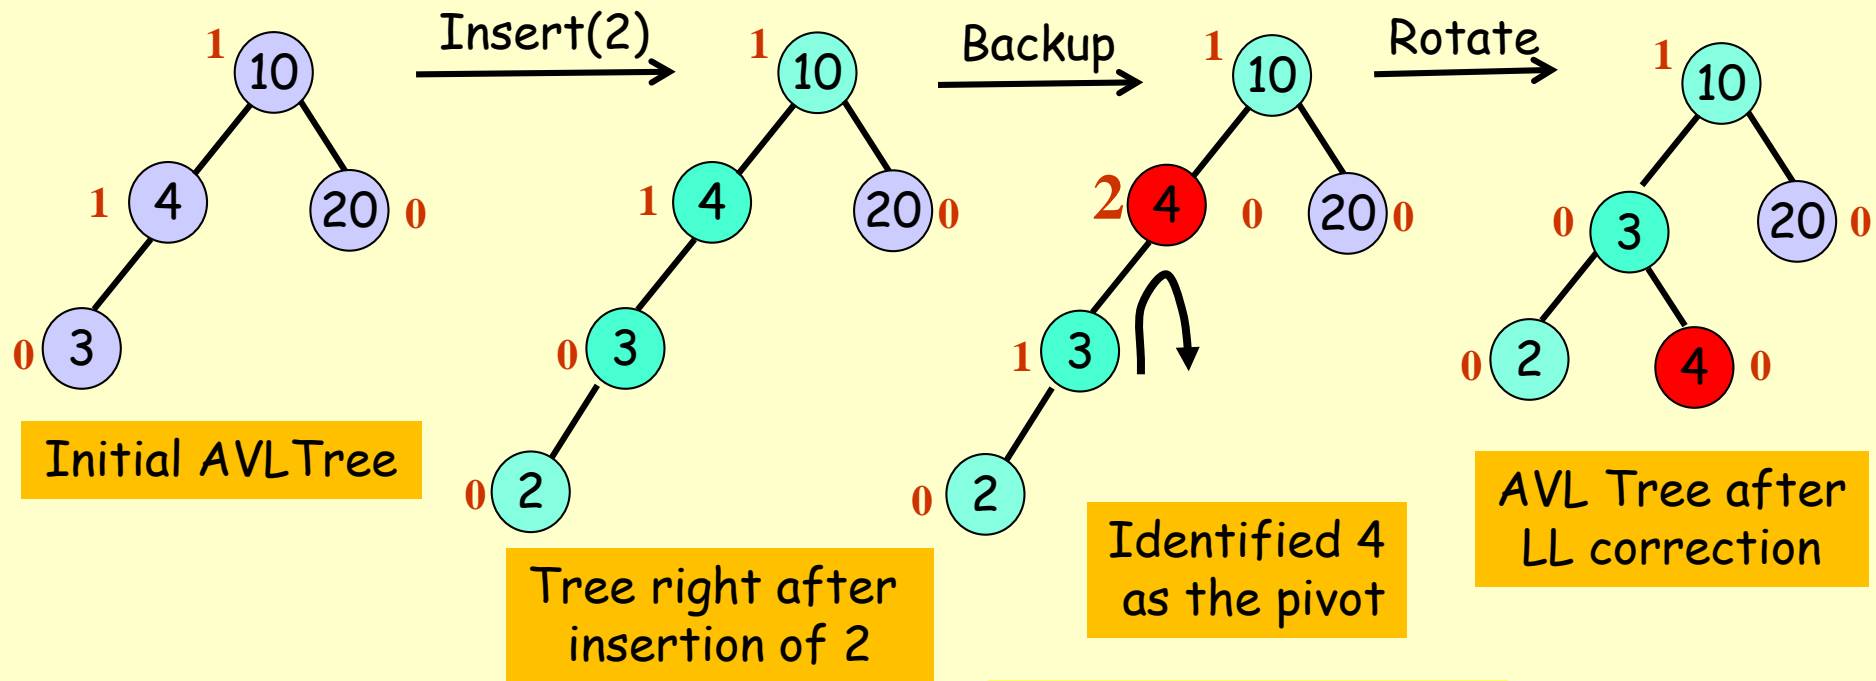 Insert(2)
Backup
Rotate
1 10
1 4
20 0
0 3
Initial AVLTree
1 10
1 4
20 0
0 3
0 2
Tree right after
insertion of 2
1 10
2 4 0
20 0
1 3
0 2
Identified 4
as the pivot
1 10
0 3
20 0
0 2
4 0
AVL Tree after
LL correction